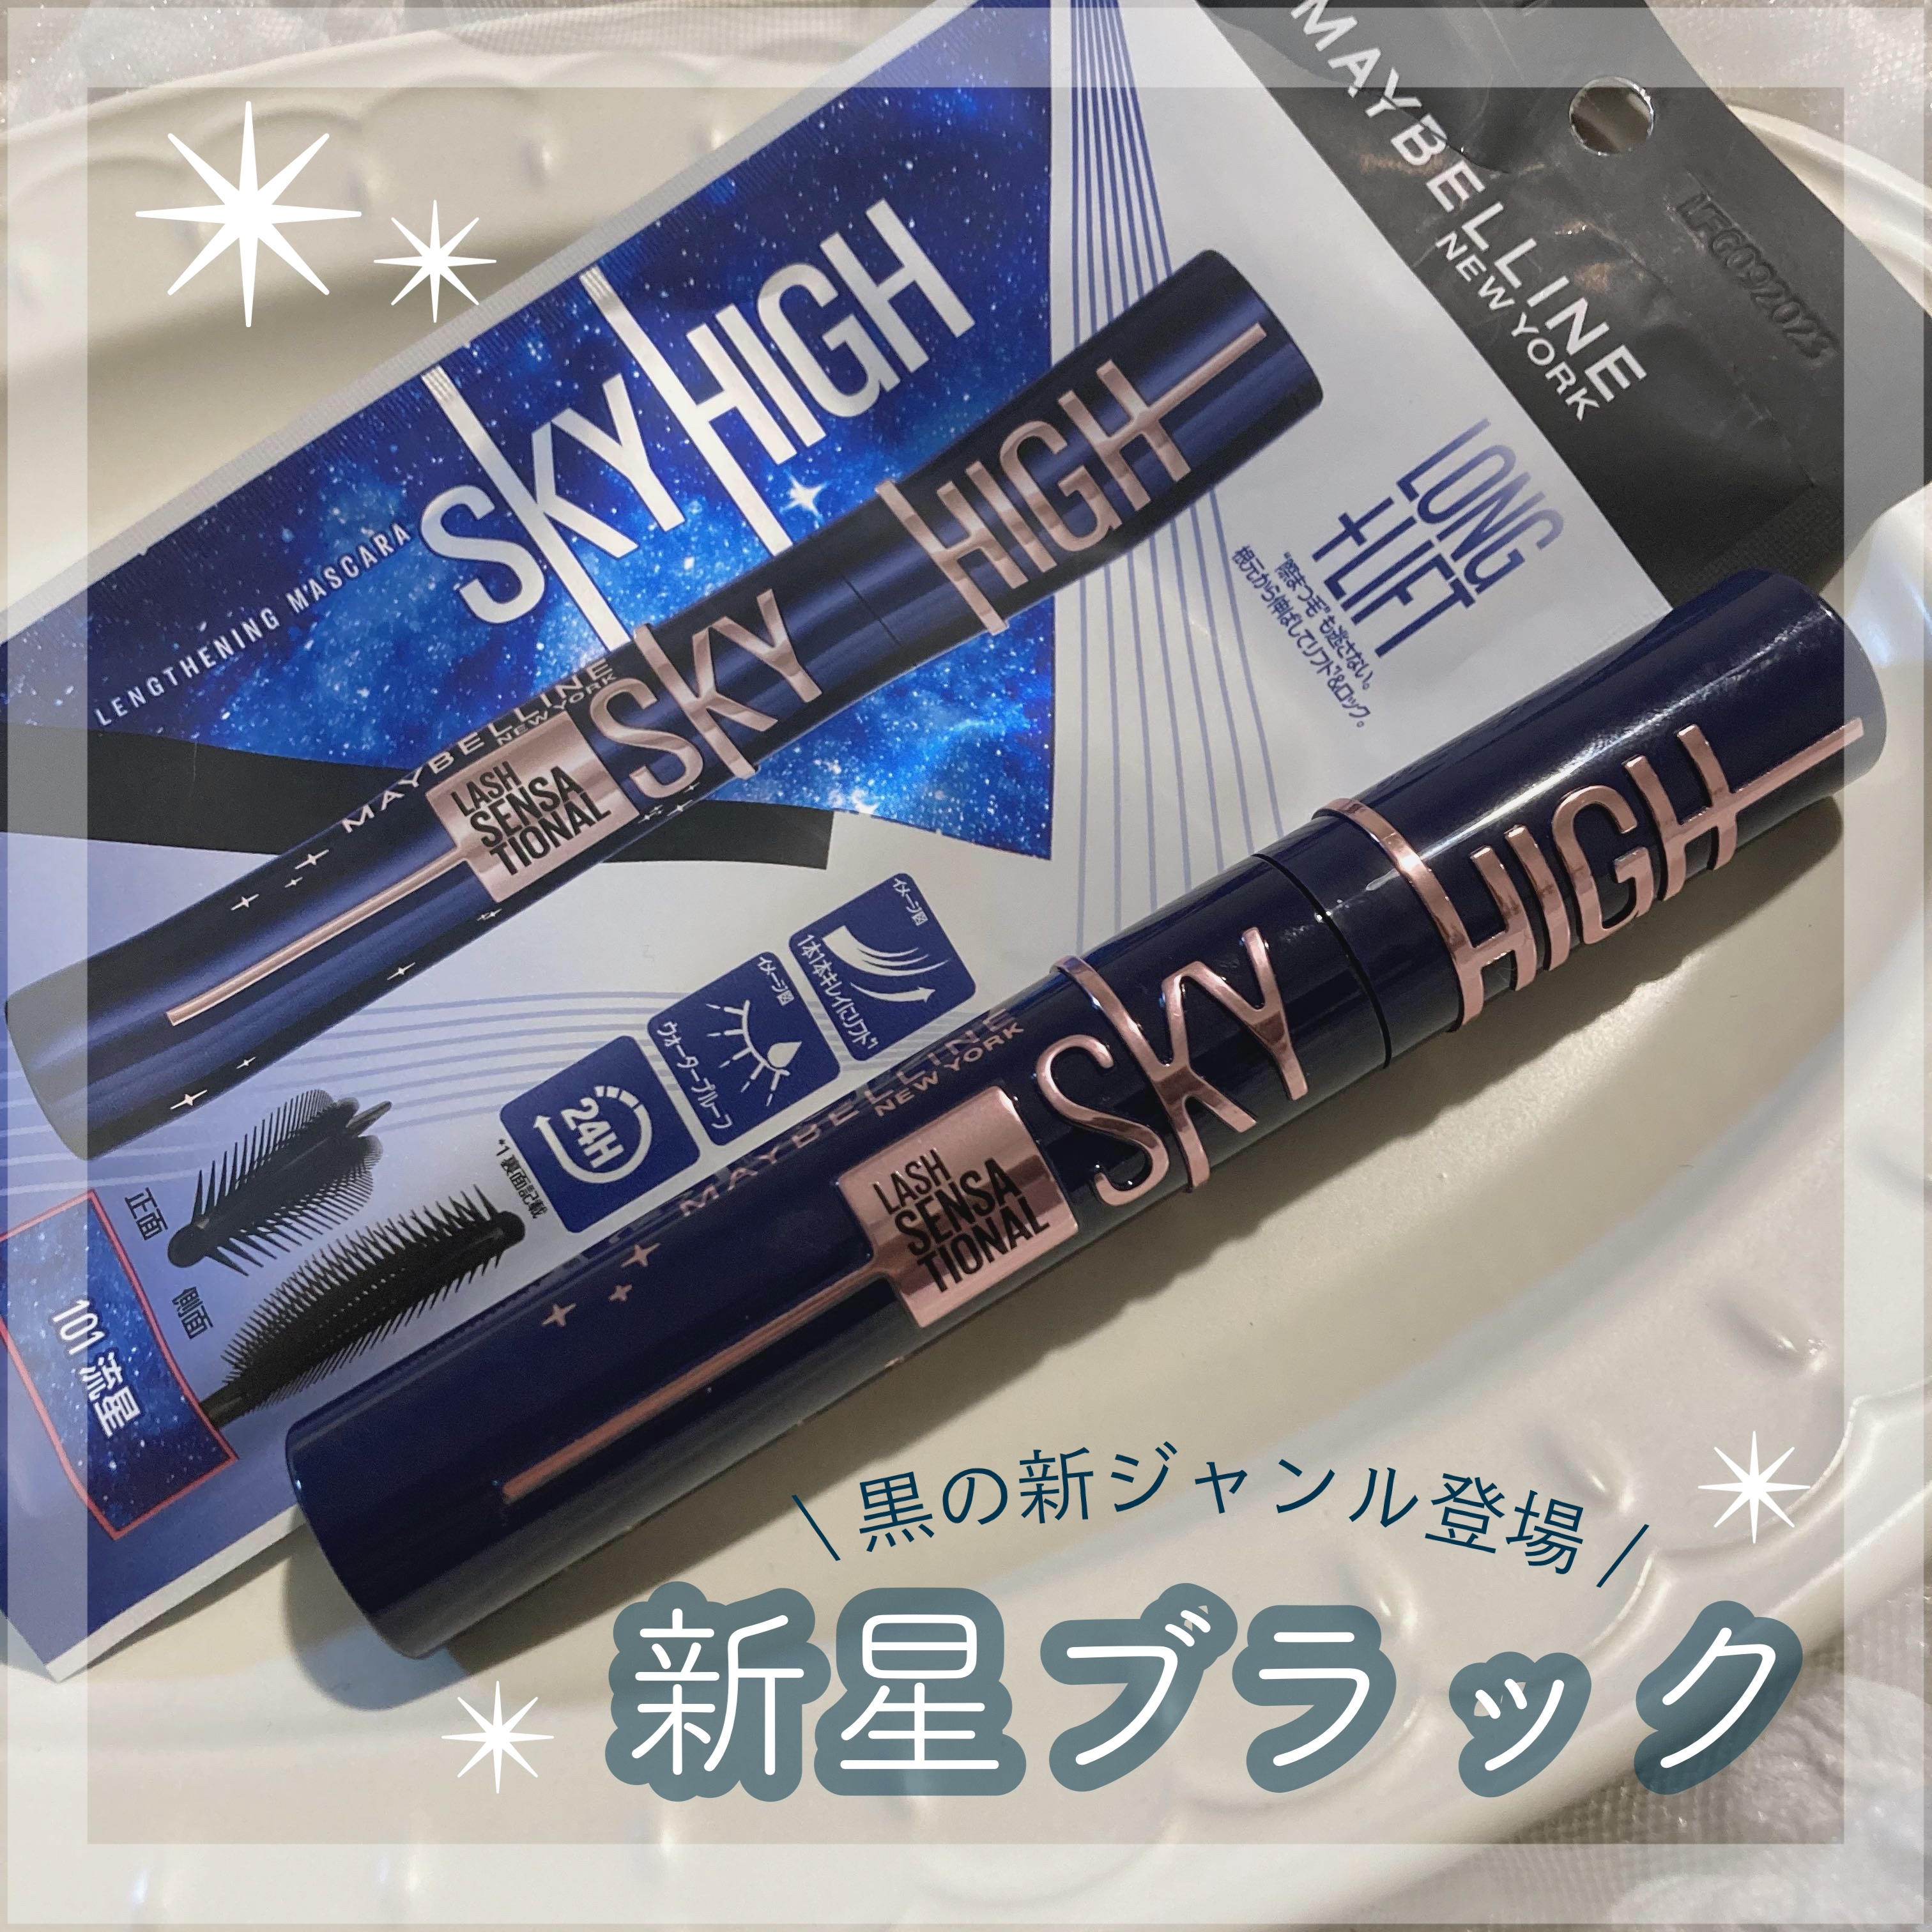 MAYBELLINE
NEW YORK
MFG092023
SKY HIGH
LENGTHENING MASCARA
LONG
+LIFT
"際まつ毛"も逃さない。
根元から伸ばしてリフト&ロック。
MAYBELLINE
NEW YORK
LASH
SENSA
TIONAL
SKY HIGH
イメージ図
1本1本キレイにリフト*1
イメージ図
ウォータープルーフ
24H
*1 裏面記載
正面
側面
101 流星
MAYBELLINE
NEW YORK
LASH
SENSA
TIONAL
SKY HIGH
\ 黒の新ジャンル登場 /
新星ブラック